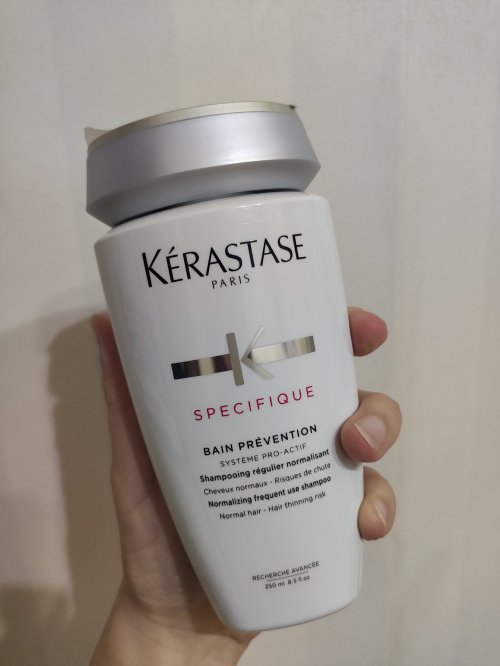 KÉRASTASE
PARIS
SPECIFIQUE
BAIN PRÉVENTION
SYSTÈME PRO-ACTIF
Shampooing régulier normalisant
Cheveux normaux - Risques de chute
Normalizing frequent use shampoo
Normal hair - Hair thinning risk
RECHERCHE AVANCÉE
250 ml 8.5 fl.oz.